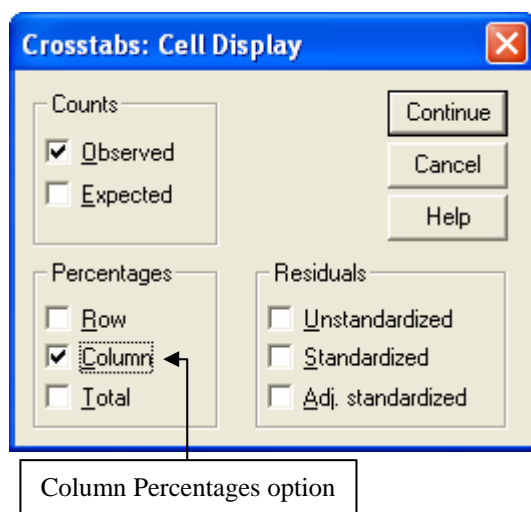 Crosstabs: Cell Display
Counts
Observed
Expected
Continue
Cancel
Help
Percentages
Row
Column
Total
Residuals
Unstandardized
Standardized
Adj. standardized
Column Percentages option